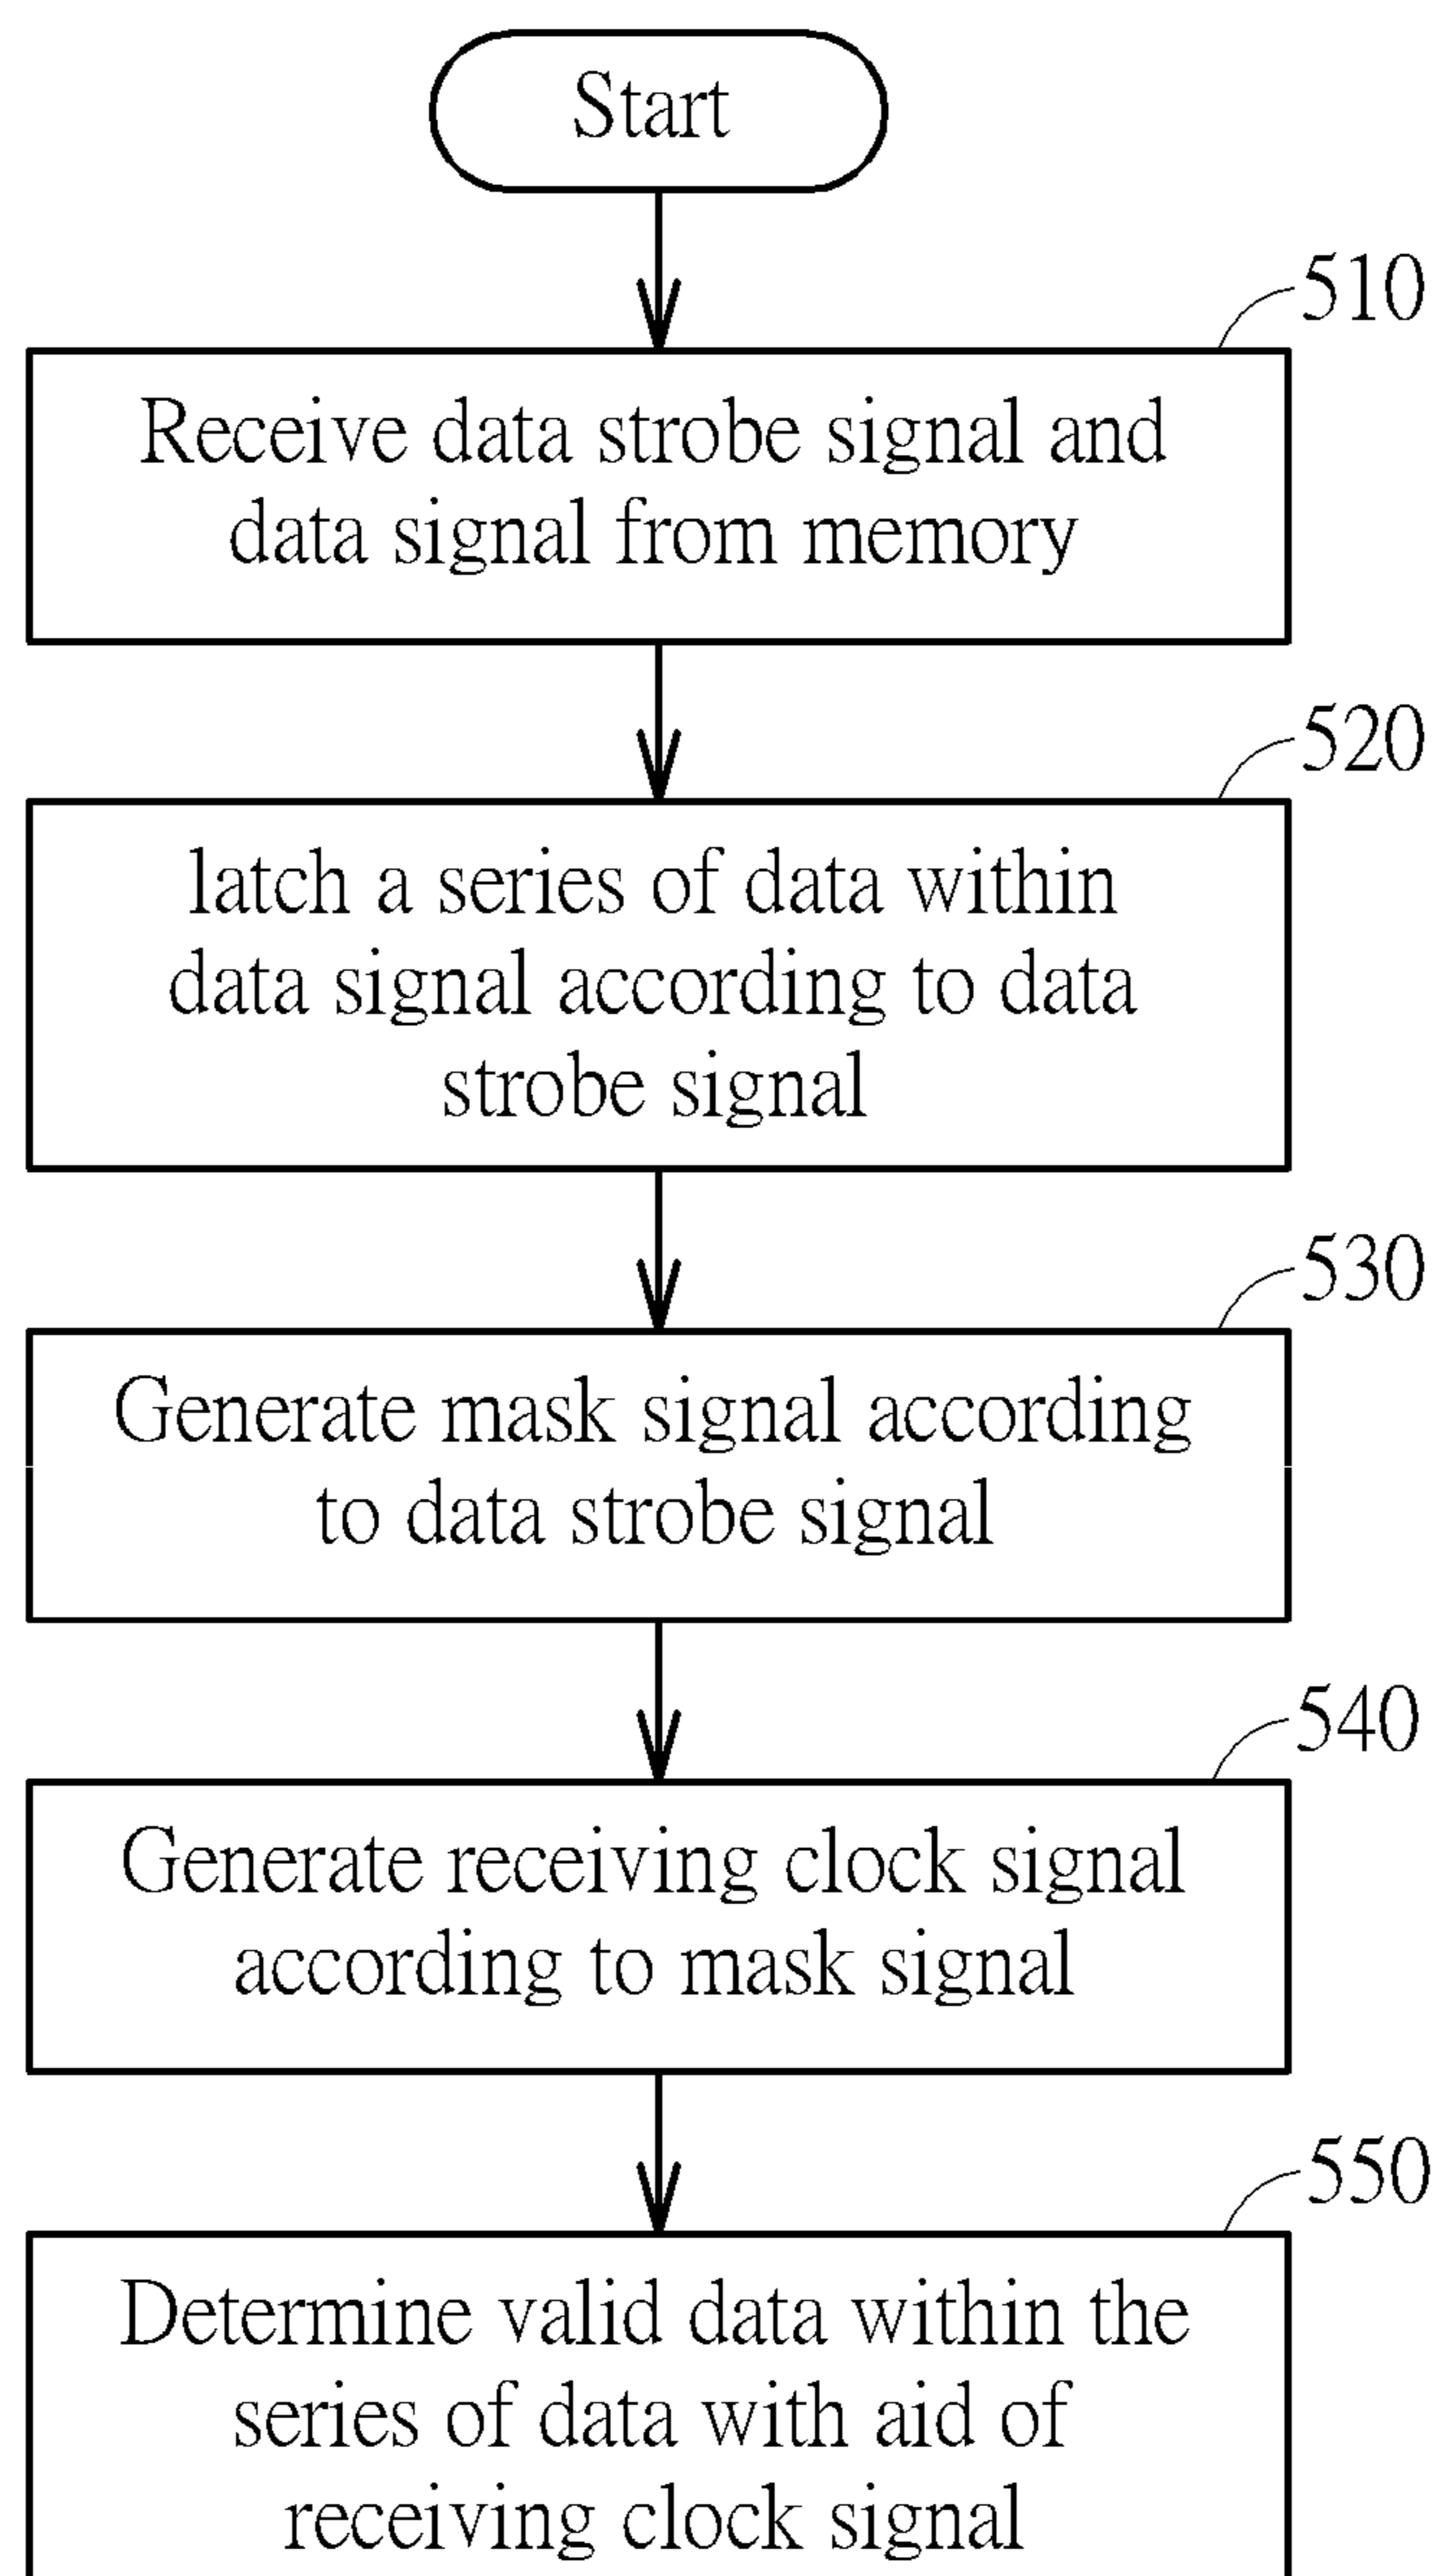 Start
510
Receive data strobe signal and
data signal from memory
520
latch a series of data within
data signal according to data
strobe signal
530
Generate mask signal according
to data strobe signal
540
Generate receiving clock signal
according to mask signal
550
Determine valid data within the
series of data with aid of
receiving clock signal